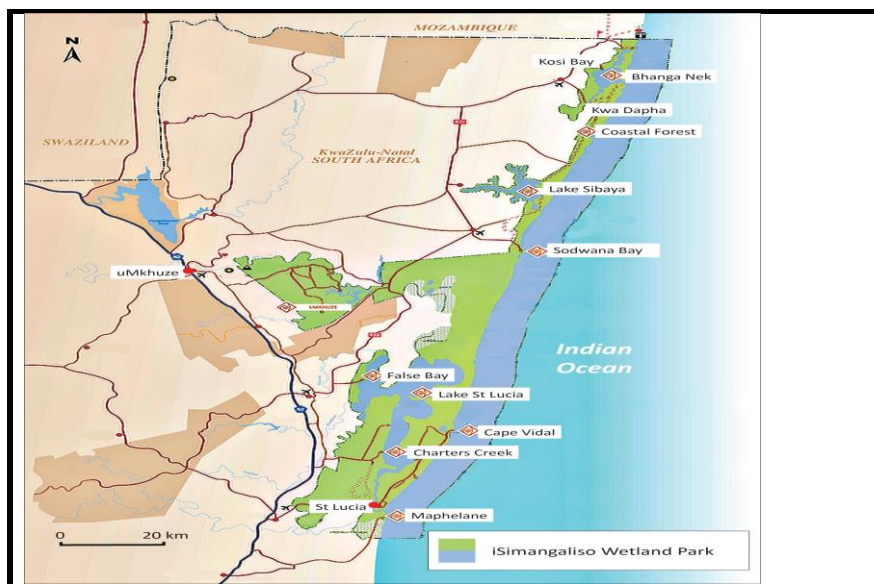 MOZAMBIQUE
N
Kosi Bay
Bhanga Nek
Kwa Dapha
Coastal Forest
SWAZILAND
KwaZulu-Natal
SOUTH AFRICA
Lake Sibaya
Sodwana Bay
uMkhuze
Indian
Ocean
False Bay
Lake St Lucia
Cape Vidal
Charters Creek
St Lucia
Maphelane
0 20 km
iSimangaliso Wetland Park